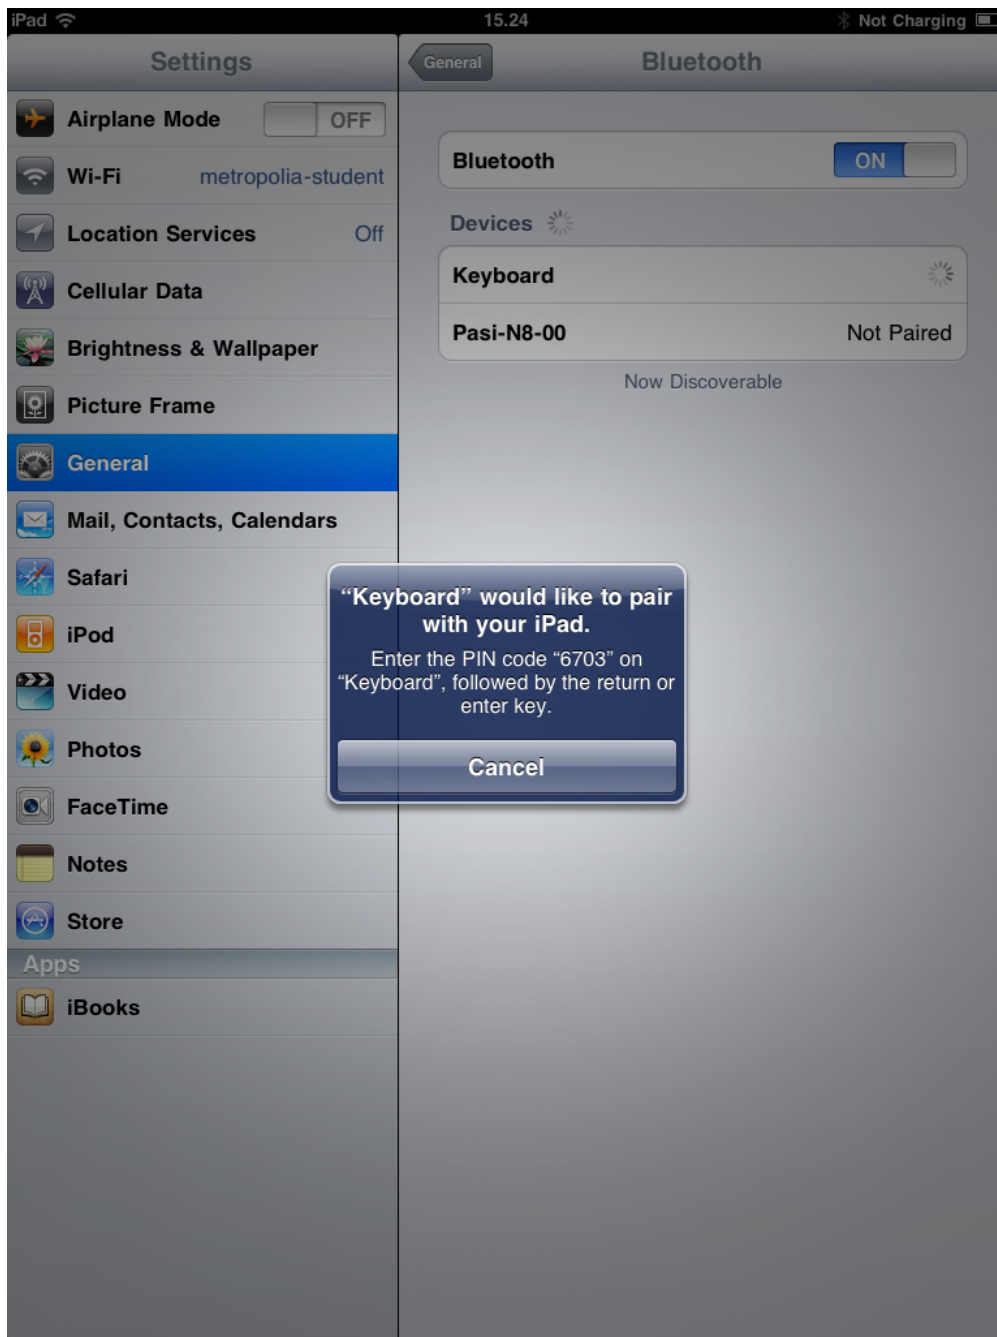 iPad 15.24 Not Charging
Settings
General Bluetooth
Airplane Mode OFF
Wi-Fi metropolia-student
Location Services Off
Cellular Data
Brightness & Wallpaper
Picture Frame
General
Mail, Contacts, Calendars
Safari
iPod
Video
Photos
FaceTime
Notes
Store
Apps
iBooks
Bluetooth ON
Devices
Keyboard
Pasi-N8-00 Not Paired
Now Discoverable
“Keyboard” would like to pair
with your iPad.
Enter the PIN code “6703” on
“Keyboard”, followed by the return or
enter key.
Cancel